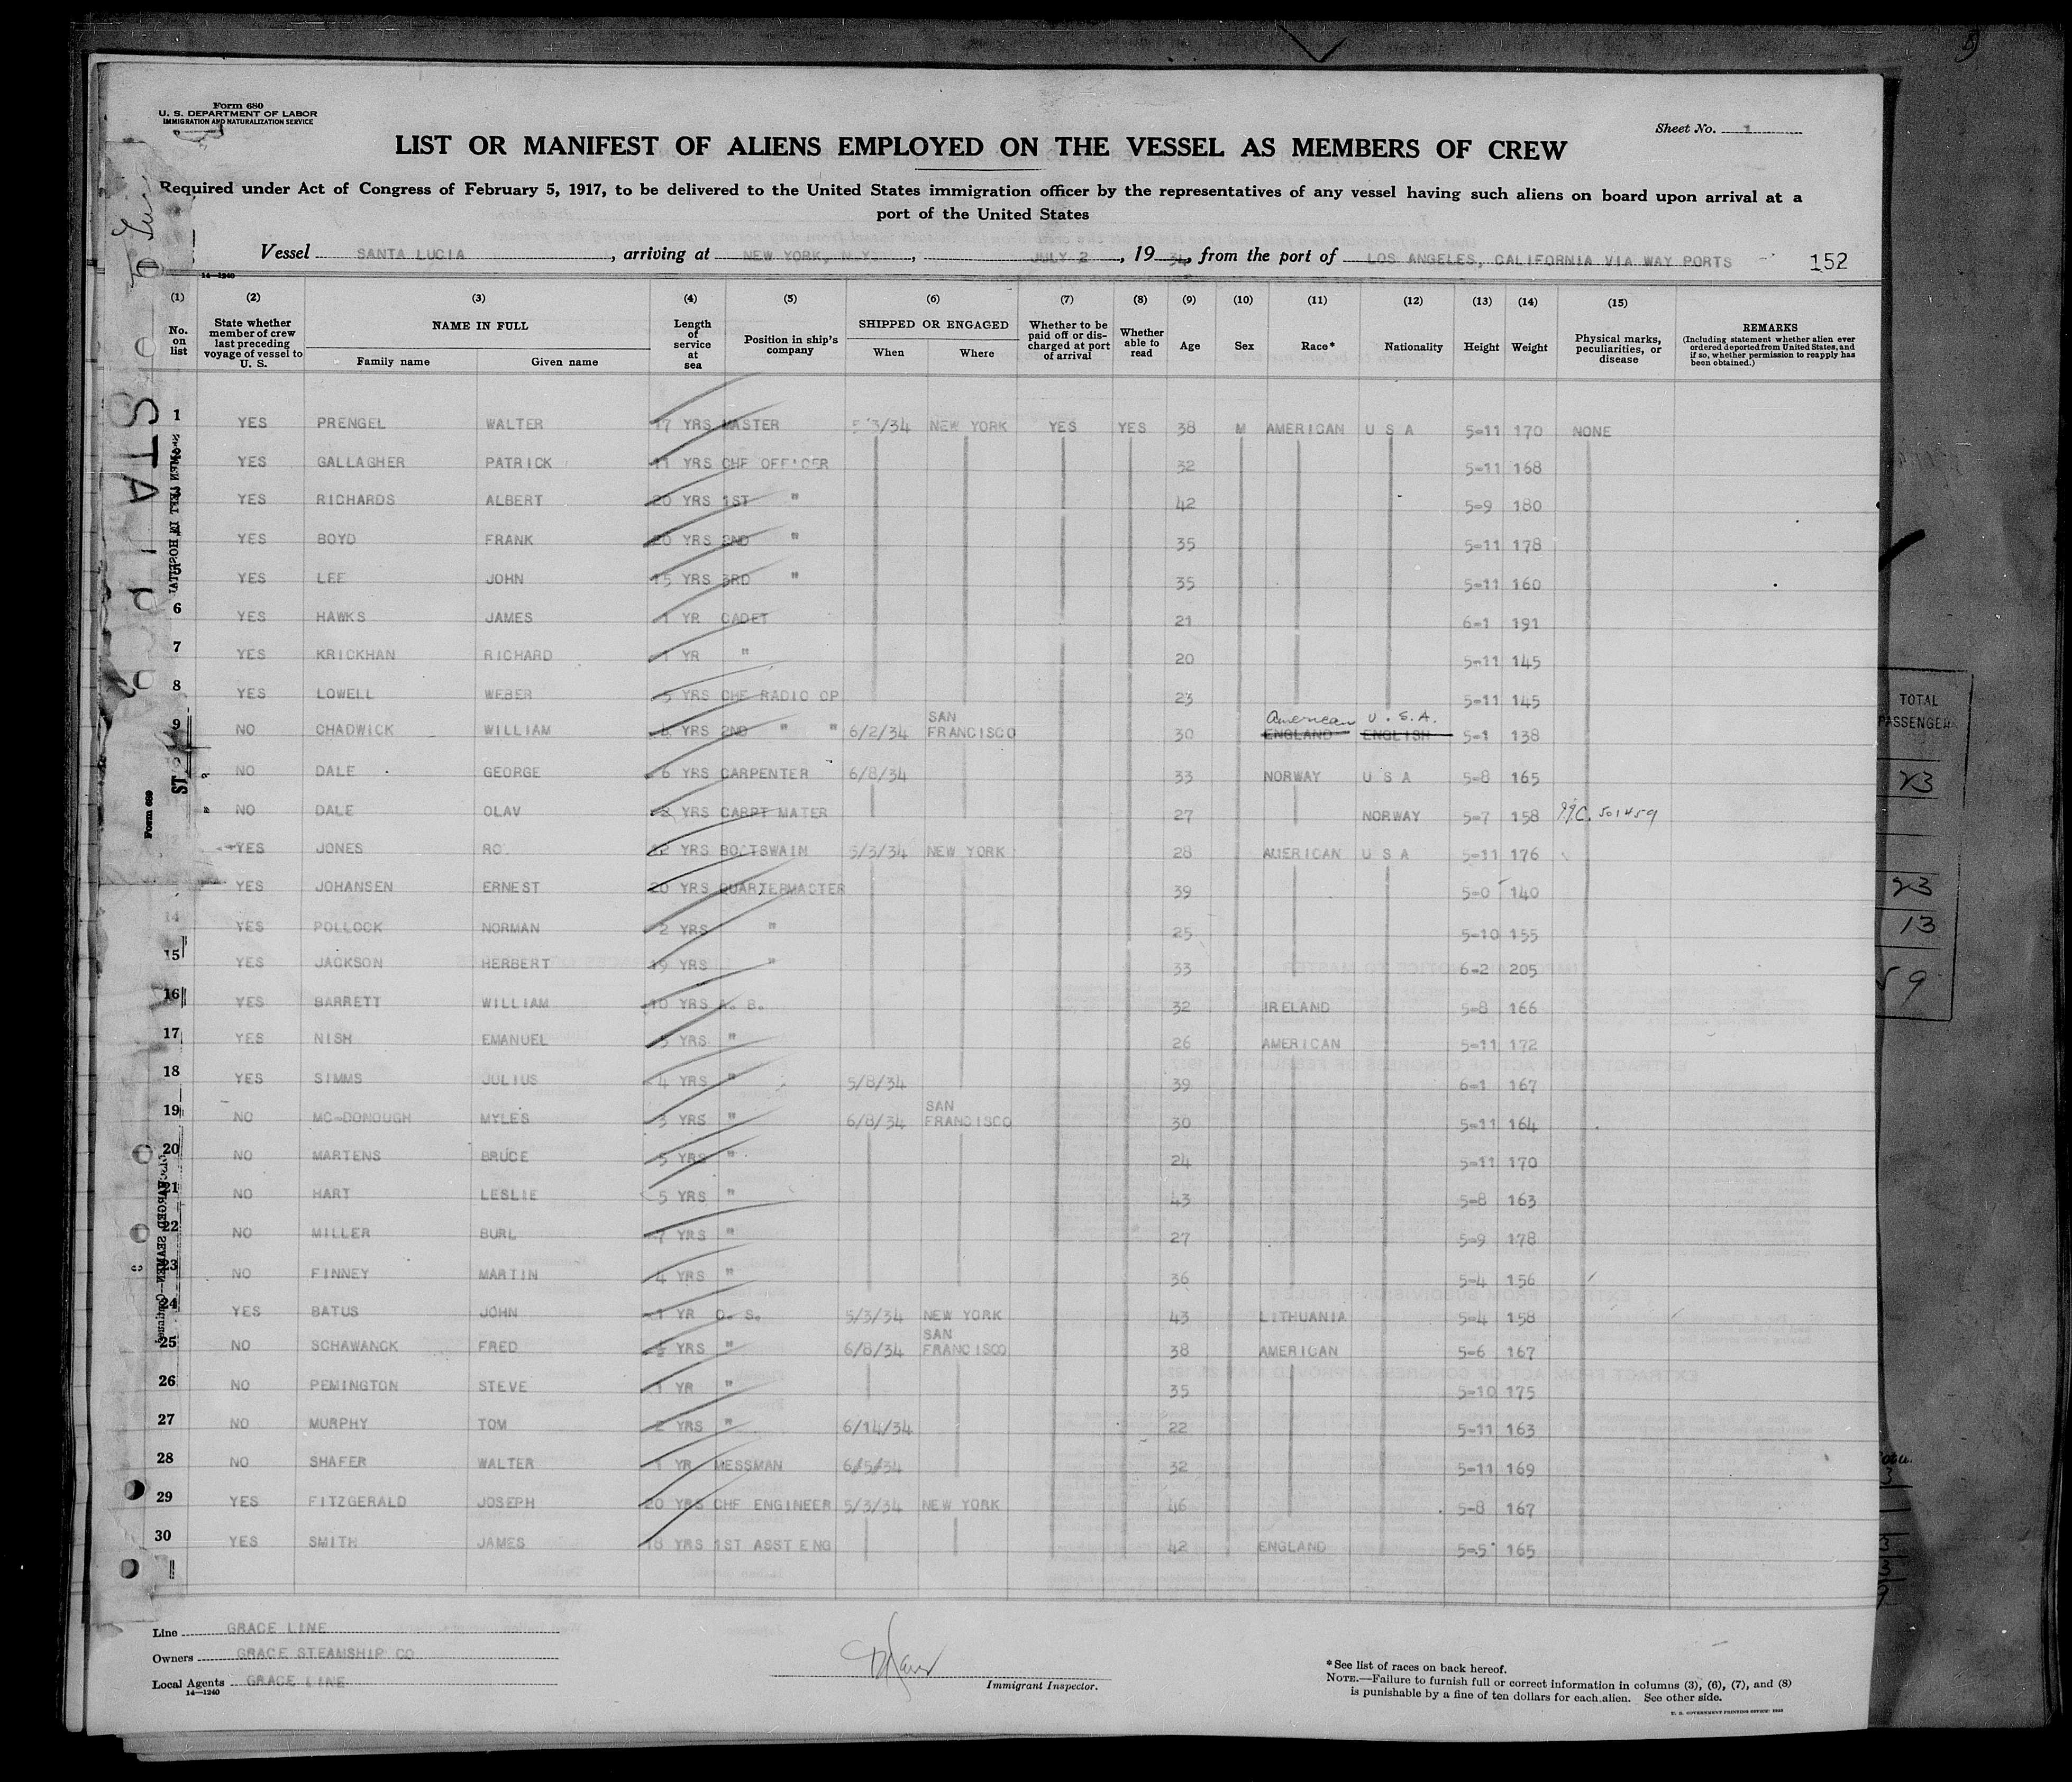 Form 680
U. S. DEPARTMENT OF LABOR
IMMIGRATION AND NATURALIZATION SERVICE
Sheet No. 1
LIST OR MANIFEST OF ALIENS EMPLOYED ON THE VESSEL AS MEMBERS OF CREW
Required under Act of Congress of February 5, 1917, to be delivered to the United States immigration officer by the representatives of any vessel having such aliens on board upon arrival at a
port of the United States
Vessel SANTA LUCIA, arriving at NEW YORK, N.Y., JULY 2, 1934, from the port of LOS ANGELES, CALIFORNIA VIA WAY PORTS 152
14—1240
(1) (2) (3) (4) (5) (6) (7) (8) (9) (10) (11) (12) (13) (14) (15)
No. on list
State whether member of crew last preceding voyage of vessel to U. S.
NAME IN FULL
Family name
Given name
Length of service at sea
Position in ship's company
SHIPPED OR ENGAGED
When
Where
Whether to be paid off or discharged at port of arrival
Whether able to read
Age
Sex
Race*
Nationality
Height
Weight
Physical marks, peculiarities, or disease
REMARKS
(Including statement whether alien ever ordered deported from United States, and if so, whether permission to reapply has been obtained.)
1 YES PRENGEL WALTER 17 YRS MASTER 5/3/34 NEW YORK YES YES 38 M AMERICAN U S A 5-11 170 NONE
YES GALLAGHER PATRICK 11 YRS CHF OFFICER 32 5-11 168
YES RICHARDS ALBERT 20 YRS 1ST " 42 5-9 180
YES BOYD FRANK 20 YRS 2ND " 35 5-11 178
5 YES LEE JOHN 15 YRS 3RD " 35 5-11 160
6 YES HAWKS JAMES 1 YR CADET 21 6-1 191
7 YES KRICKHAN RICHARD 1 YR " 20 5-11 145
8 YES LOWELL WEBER 5 YRS CHF RADIO OP 23 5-11 145
9 NO CHADWICK WILLIAM YRS 2ND " " 6/2/34 SAN FRANCISCO 30 ENGLAND American ENGLISH U.S.A. 5-1 138
NO DALE GEORGE 6 YRS CARPENTER 6/8/34 33 NORWAY U S A 5-8 165
NO DALE OLAV YRS CARPT MATER 27 NORWAY 5-7 158 501459
YES JONES RO. YRS BOATSWAIN 5/3/34 NEW YORK 28 AMERICAN U S A 5-11 176
YES JOHANSEN ERNEST 20 YRS QUARTERMASTER 39 5-0 140
14 YES POLLOCK NORMAN 2 YRS " 25 5-10 155
15 YES JACKSON HERBERT 19 YRS " 33 6-2 205
16 YES BARRETT WILLIAM 10 YRS A. B. 32 IRELAND 5-8 166
17 YES NISH EMANUEL 5 YRS " 26 AMERICAN 5-11 172
18 YES SIMMS JULIUS 4 YRS " 5/8/34 39 6-1 167
19 NO MC-DONOUGH MYLES 3 YRS " 6/8/34 SAN FRANCISCO 30 5-11 164
20 NO MARTENS BRUCE 5 YRS " 24 5-11 170
21 NO HART LESLIE 5 YRS " 43 5-8 163
22 NO MILLER BURL 7 YRS " 27 5-9 178
23 NO FINNEY MARTIN 4 YRS " 36 5-4 156
24 YES BATUS JOHN 1 YR O. S. 5/3/34 NEW YORK 43 LITHUANIA 5-4 158
25 NO SCHAWANCK FRED YRS " 6/8/34 SAN FRANCISCO 38 AMERICAN 5-6 167
26 NO PEMINGTON STEVE 1 YR " 35 5-10 175
27 NO MURPHY TOM 2 YRS " 6/14/34 22 5-11 163
28 NO SHAFER WALTER 1 YR MESSMAN 6/5/34 32 5-11 169
29 YES FITZGERALD JOSEPH 20 YRS CHF ENGINEER 5/3/34 NEW YORK 46 5-8 167
30 YES SMITH JAMES 18 YRS 1ST ASST ENG 42 ENGLAND 5-5 165
Line GRACE LINE
Owners GRACE STEAMSHIP CO
Local Agents GRACE LINE
14—1240
Immigrant Inspector.
*See list of races on back hereof.
NOTE.—Failure to furnish full or correct information in columns (3), (6), (7), and (8)
is punishable by a fine of ten dollars for each alien. See other side.
TOTAL
PASSENGER
23
23
13
59
Form 689